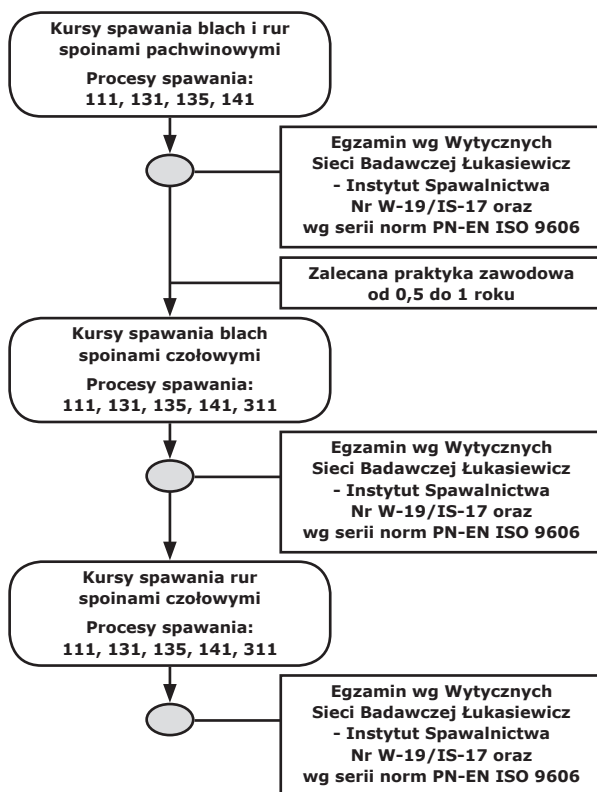 Kursy spawania blach i rur
spoinami pachwinowymi
Procesy spawania:
111, 131, 135, 141
Egzamin wg Wytycznych
Sieci Badawczej Łukasiewicz
- Instytut Spawalnictwa
Nr W-19/IS-17 oraz
wg serii norm PN-EN ISO 9606
Zalecana praktyka zawodowa
od 0,5 do 1 roku
Kursy spawania blach
spoinami czołowymi
Procesy spawania:
111, 131, 135, 141, 311
Egzamin wg Wytycznych
Sieci Badawczej Łukasiewicz
- Instytut Spawalnictwa
Nr W-19/IS-17 oraz
wg serii norm PN-EN ISO 9606
Kursy spawania rur
spoinami czołowymi
Procesy spawania:
111, 131, 135, 141, 311
Egzamin wg Wytycznych
Sieci Badawczej Łukasiewicz
- Instytut Spawalnictwa
Nr W-19/IS-17 oraz
wg serii norm PN-EN ISO 9606